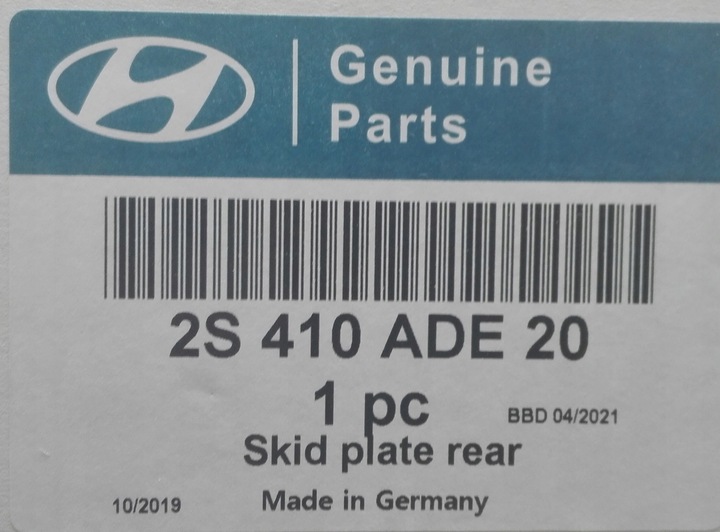 Genuine
Parts
2S 410 ADE 20
1 pc
BBD 04/2021
Skid plate rear
10/2019
Made in Germany